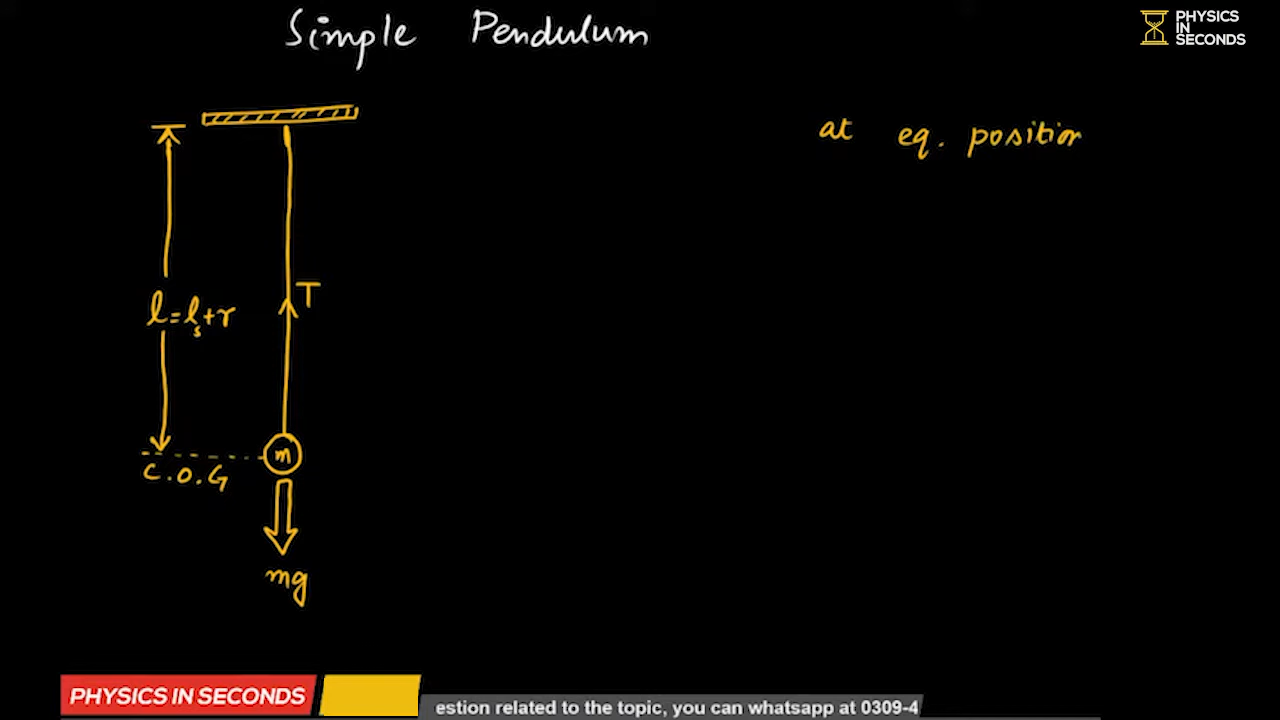 Simple Pendulum
PHYSICS
IN
SECONDS
at eq. position
T
l = ls + r
m
C.O.G
mg
PHYSICS IN SECONDS
estion related to the topic, you can whatsapp at 0309-4